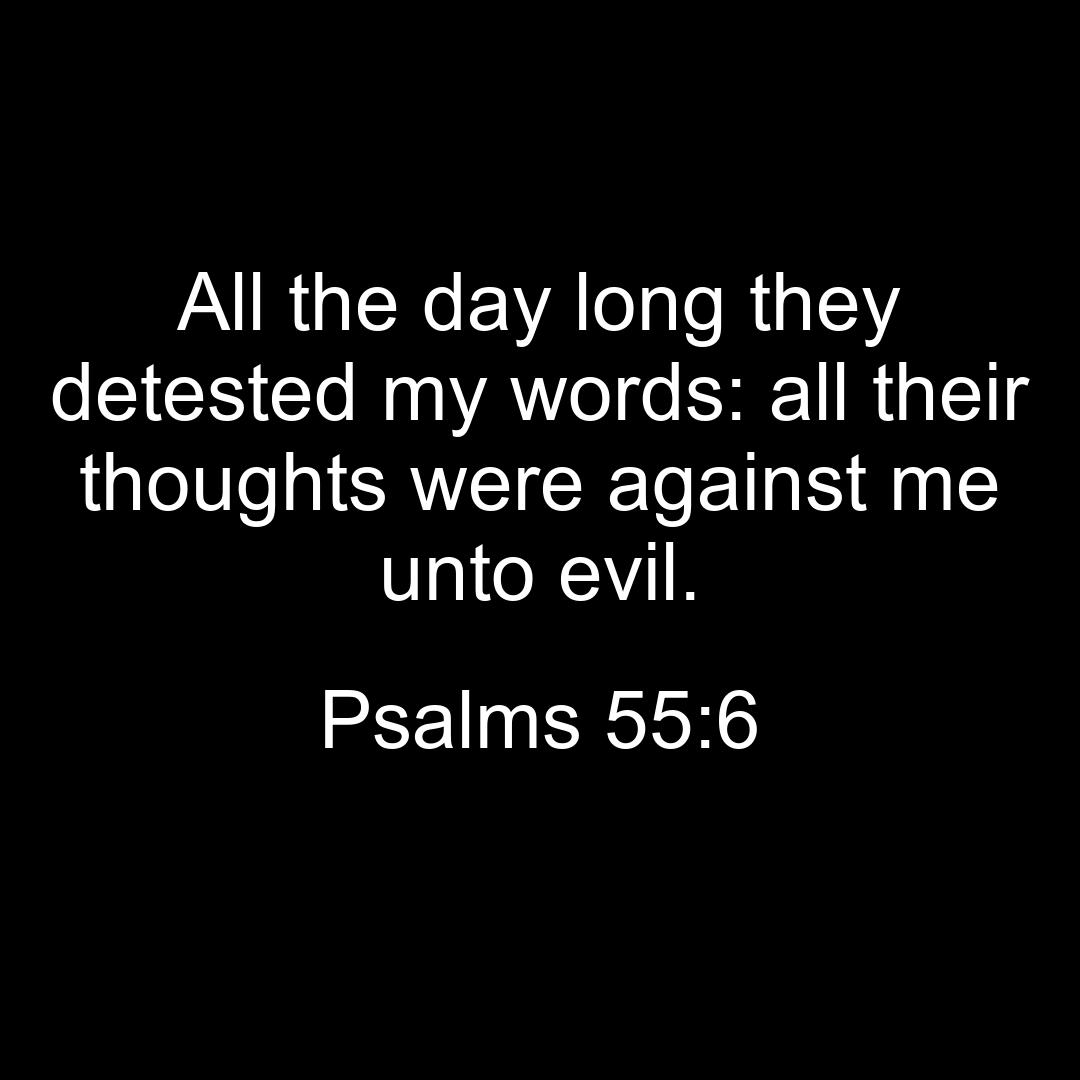 All the day long they
detested my words: all their
thoughts were against me
unto evil.
Psalms 55:6